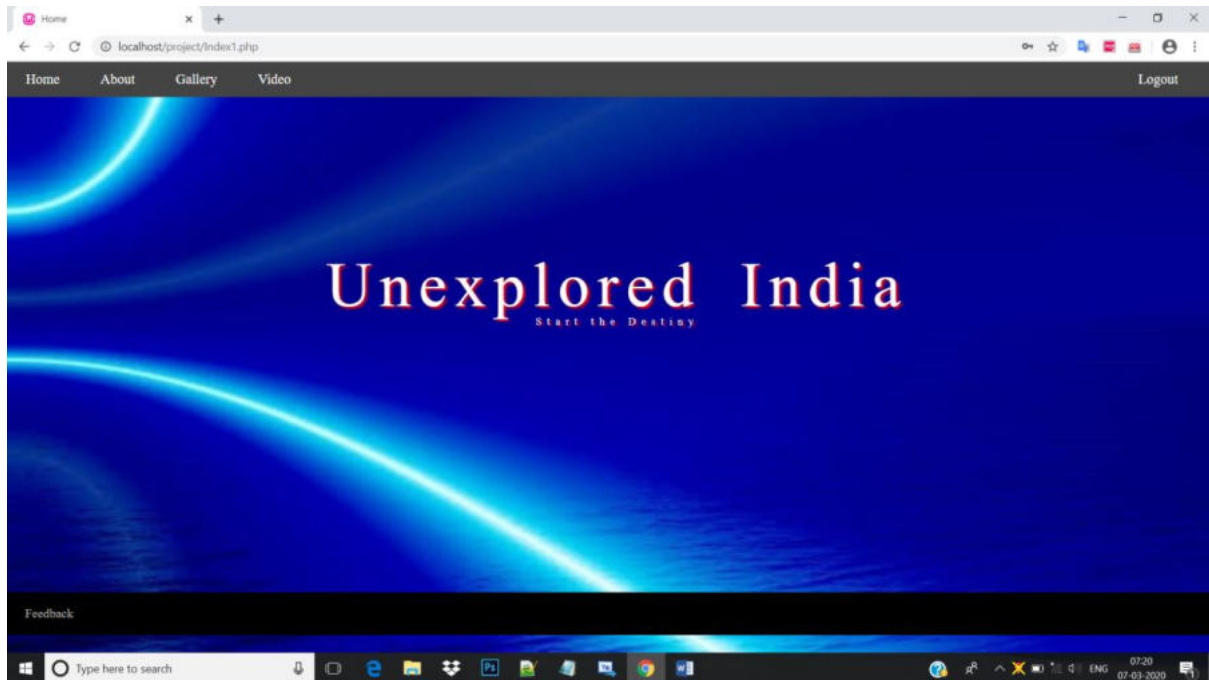 Home
localhost/project/Index1.php
Home About Gallery Video Logout
Unexplored India
Start the Destiny
Feedback
Type here to search
Ps
ENG
07:20
07-03-2020